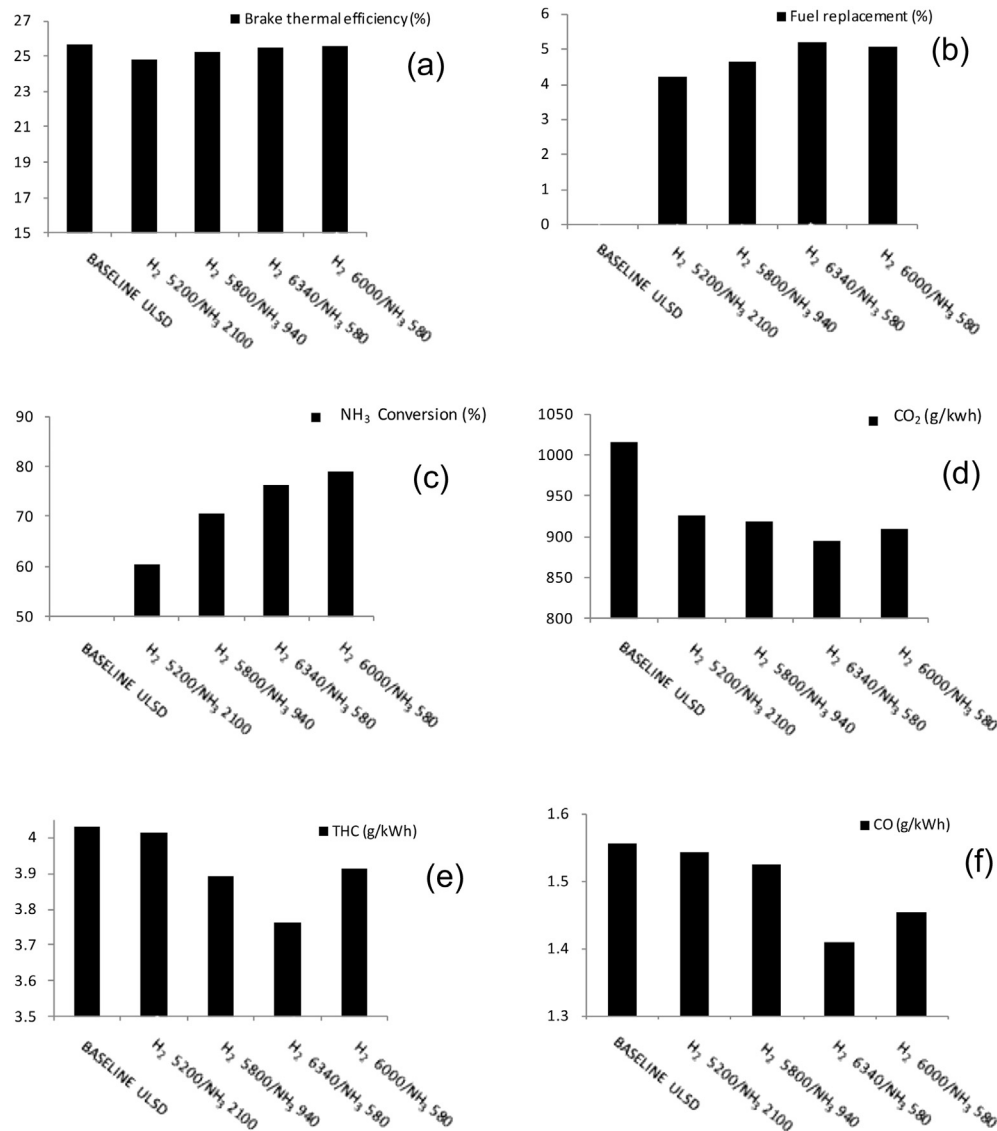 Brake thermal efficiency (%)
(a)
27
25
23
21
19
17
15
BASELINE ULSD
H₂ 5200/NH₃ 2100
H₂ 5800/NH₃ 940
H₂ 6340/NH₃ 580
H₂ 6000/NH₃ 580
Fuel replacement (%)
(b)
6
5
4
3
2
1
0
BASELINE ULSD
H₂ 5200/NH₃ 2100
H₂ 5800/NH₃ 940
H₂ 6340/NH₃ 580
H₂ 6000/NH₃ 580
NH₃ Conversion (%)
(c)
90
80
70
60
50
BASELINE ULSD
H₂ 5200/NH₃ 2100
H₂ 5800/NH₃ 940
H₂ 6340/NH₃ 580
H₂ 6000/NH₃ 580
CO₂ (g/kwh)
(d)
1050
1000
950
900
850
800
BASELINE ULSD
H₂ 5200/NH₃ 2100
H₂ 5800/NH₃ 940
H₂ 6340/NH₃ 580
H₂ 6000/NH₃ 580
THC (g/kWh)
(e)
4
3.9
3.8
3.7
3.6
3.5
BASELINE ULSD
H₂ 5200/NH₃ 2100
H₂ 5800/NH₃ 940
H₂ 6340/NH₃ 580
H₂ 6000/NH₃ 580
CO (g/kWh)
(f)
1.6
1.5
1.4
1.3
BASELINE ULSD
H₂ 5200/NH₃ 2100
H₂ 5800/NH₃ 940
H₂ 6340/NH₃ 580
H₂ 6000/NH₃ 580